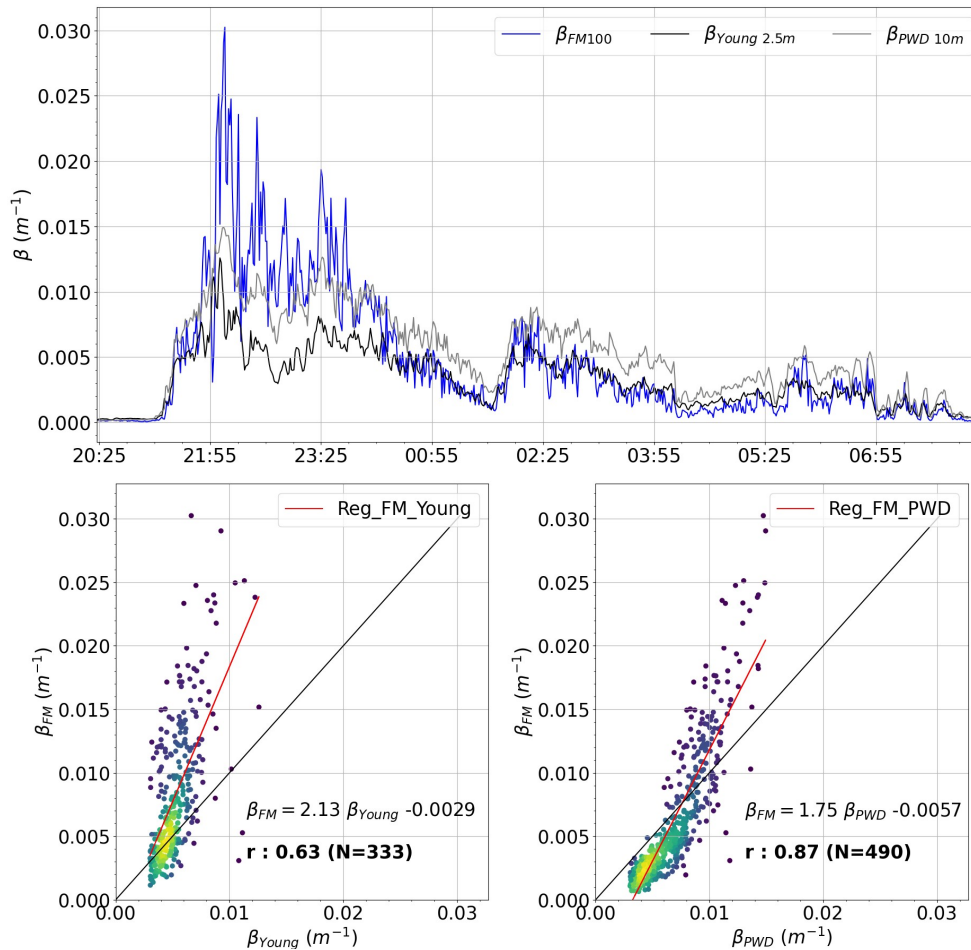 β_FM100 β_Young 2.5m β_PWD 10m
0.030
0.025
0.020
0.015
0.010
0.005
0.000
β (m⁻¹)
20:25 21:55 23:25 00:55 02:25 03:55 05:25 06:55
Reg_FM_Young
0.030
0.025
0.020
0.015
0.010
0.005
0.000
β_FM (m⁻¹)
β_FM = 2.13 β_Young -0.0029
r : 0.63 (N=333)
0.00 0.01 0.02 0.03
β_Young (m⁻¹)
Reg_FM_PWD
0.030
0.025
0.020
0.015
0.010
0.005
0.000
β_FM (m⁻¹)
β_FM = 1.75 β_PWD -0.0057
r : 0.87 (N=490)
0.00 0.01 0.02 0.03
β_PWD (m⁻¹)